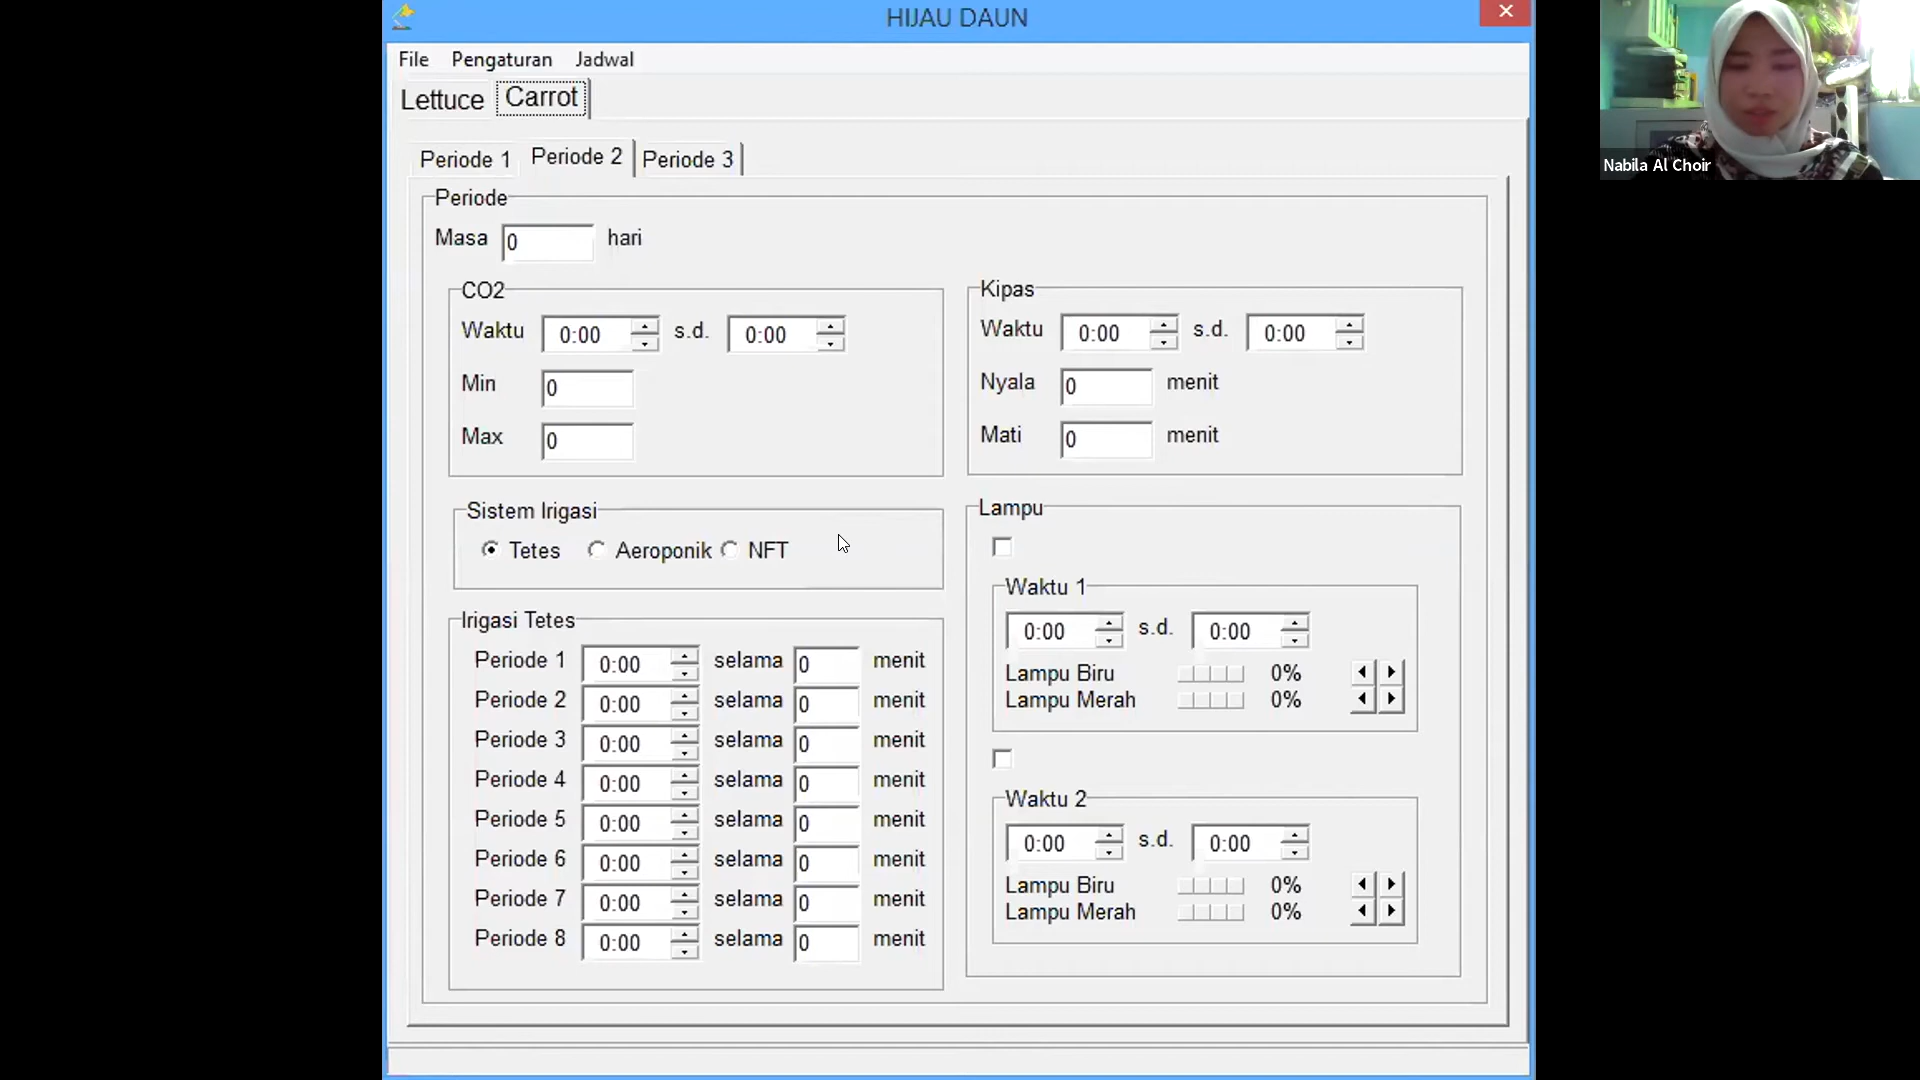 HIJAU DAUN
File Pengaturan Jadwal
Lettuce Carrot
Periode 1 Periode 2 Periode 3
Periode
Masa 0 hari
CO2
Waktu 0:00 s.d. 0:00
Min 0
Max 0
Kipas
Waktu 0:00 s.d. 0:00
Nyala 0 menit
Mati 0 menit
Sistem Irigasi
Tetes Aeroponik NFT
Irigasi Tetes
Periode 1 0:00 selama 0 menit
Periode 2 0:00 selama 0 menit
Periode 3 0:00 selama 0 menit
Periode 4 0:00 selama 0 menit
Periode 5 0:00 selama 0 menit
Periode 6 0:00 selama 0 menit
Periode 7 0:00 selama 0 menit
Periode 8 0:00 selama 0 menit
Lampu
Waktu 1
0:00 s.d. 0:00
Lampu Biru 0%
Lampu Merah 0%
Waktu 2
0:00 s.d. 0:00
Lampu Biru 0%
Lampu Merah 0%
Nabila Al Choir